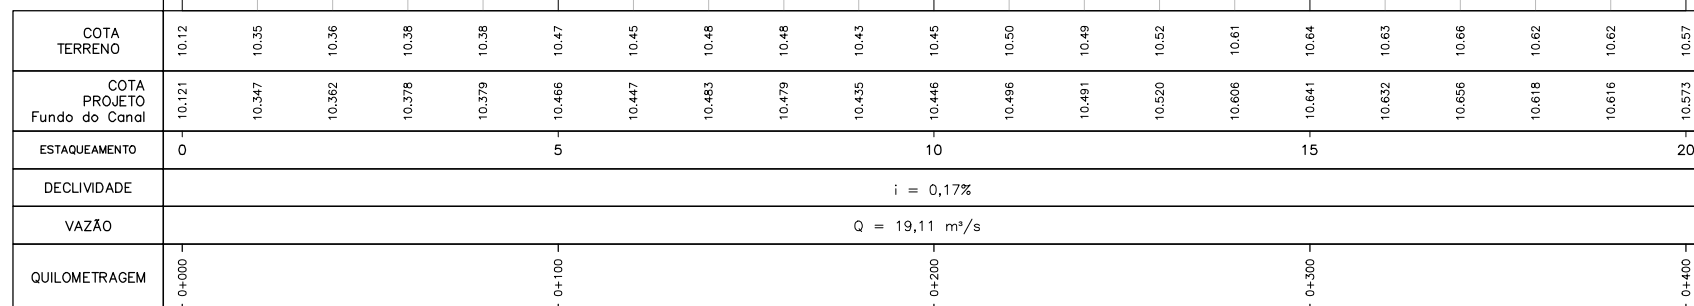 COTA
TERRENO
10.12 10.35 10.36 10.38 10.38 10.47 10.45 10.48 10.48 10.43 10.45 10.50 10.49 10.52 10.61 10.64 10.63 10.66 10.62 10.62 10.57
COTA
PROJETO
Fundo do Canal
10.121 10.347 10.362 10.378 10.379 10.466 10.447 10.483 10.479 10.435 10.446 10.496 10.491 10.520 10.606 10.641 10.632 10.656 10.618 10.616 10.573
ESTAQUEAMENTO 0 5 10 15 20
DECLIVIDADE i = 0,17%
VAZÃO Q = 19,11 m³/s
QUILOMETRAGEM 0+000 0+100 0+200 0+300 0+400